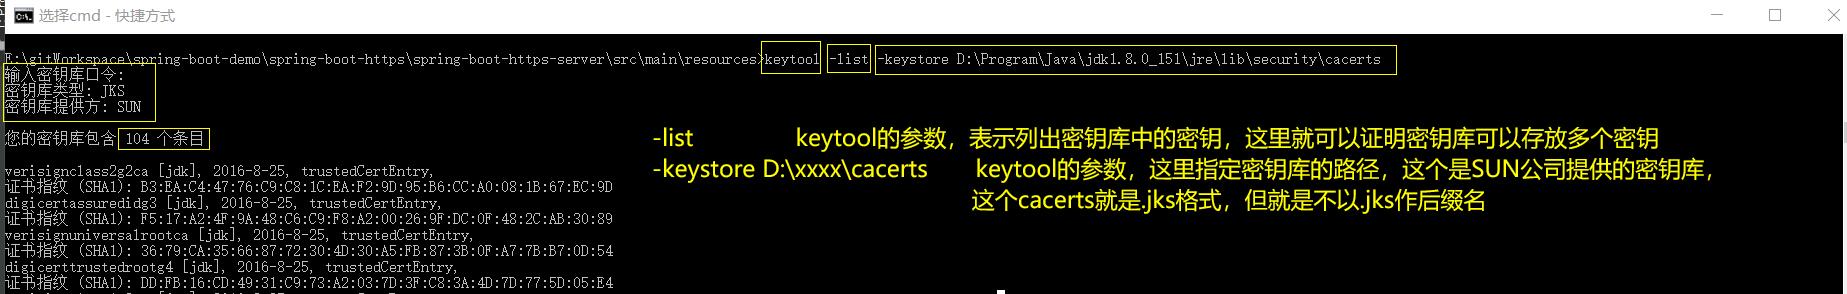 选择cmd - 快捷方式
E:\gitWorkspace\spring-boot-demo\spring-boot-https\spring-boot-https-server\src\main\resources>keytool -list -keystore D:\Program\Java\jdk1.8.0_151\jre\lib\security\cacerts
输入密钥库口令:
密钥库类型: JKS
密钥库提供方: SUN
您的密钥库包含 104 个条目
-list keytool的参数，表示列出密钥库中的密钥，这里就可以证明密钥库可以存放多个密钥
-keystore D:\xxxx\cacerts keytool的参数，这里指定密钥库的路径，这个是SUN公司提供的密钥库，
这个cacerts就是.jks格式，但就是不以.jks作后缀名
verisignclass2g2ca [jdk], 2016-8-25, trustedCertEntry,
证书指纹 (SHA1): B3:EA:C4:47:76:C9:C8:1C:EA:F2:9D:95:B6:CC:A0:08:1B:67:EC:9D
digicertassuredidg3 [jdk], 2016-8-25, trustedCertEntry,
证书指纹 (SHA1): F5:17:A2:4F:9A:48:C6:C9:F8:A2:00:26:9F:DC:0F:48:2C:AB:30:89
verisignuniversalrootca [jdk], 2016-8-25, trustedCertEntry,
证书指纹 (SHA1): 36:79:CA:35:66:87:72:30:4D:30:A5:FB:87:3B:0F:A7:7B:B7:0D:54
digicerttrustedrootg4 [jdk], 2016-8-25, trustedCertEntry,
证书指纹 (SHA1): DD:FB:16:CD:49:31:C9:73:A2:03:7D:3F:C8:3A:4D:7D:77:5D:05:E4